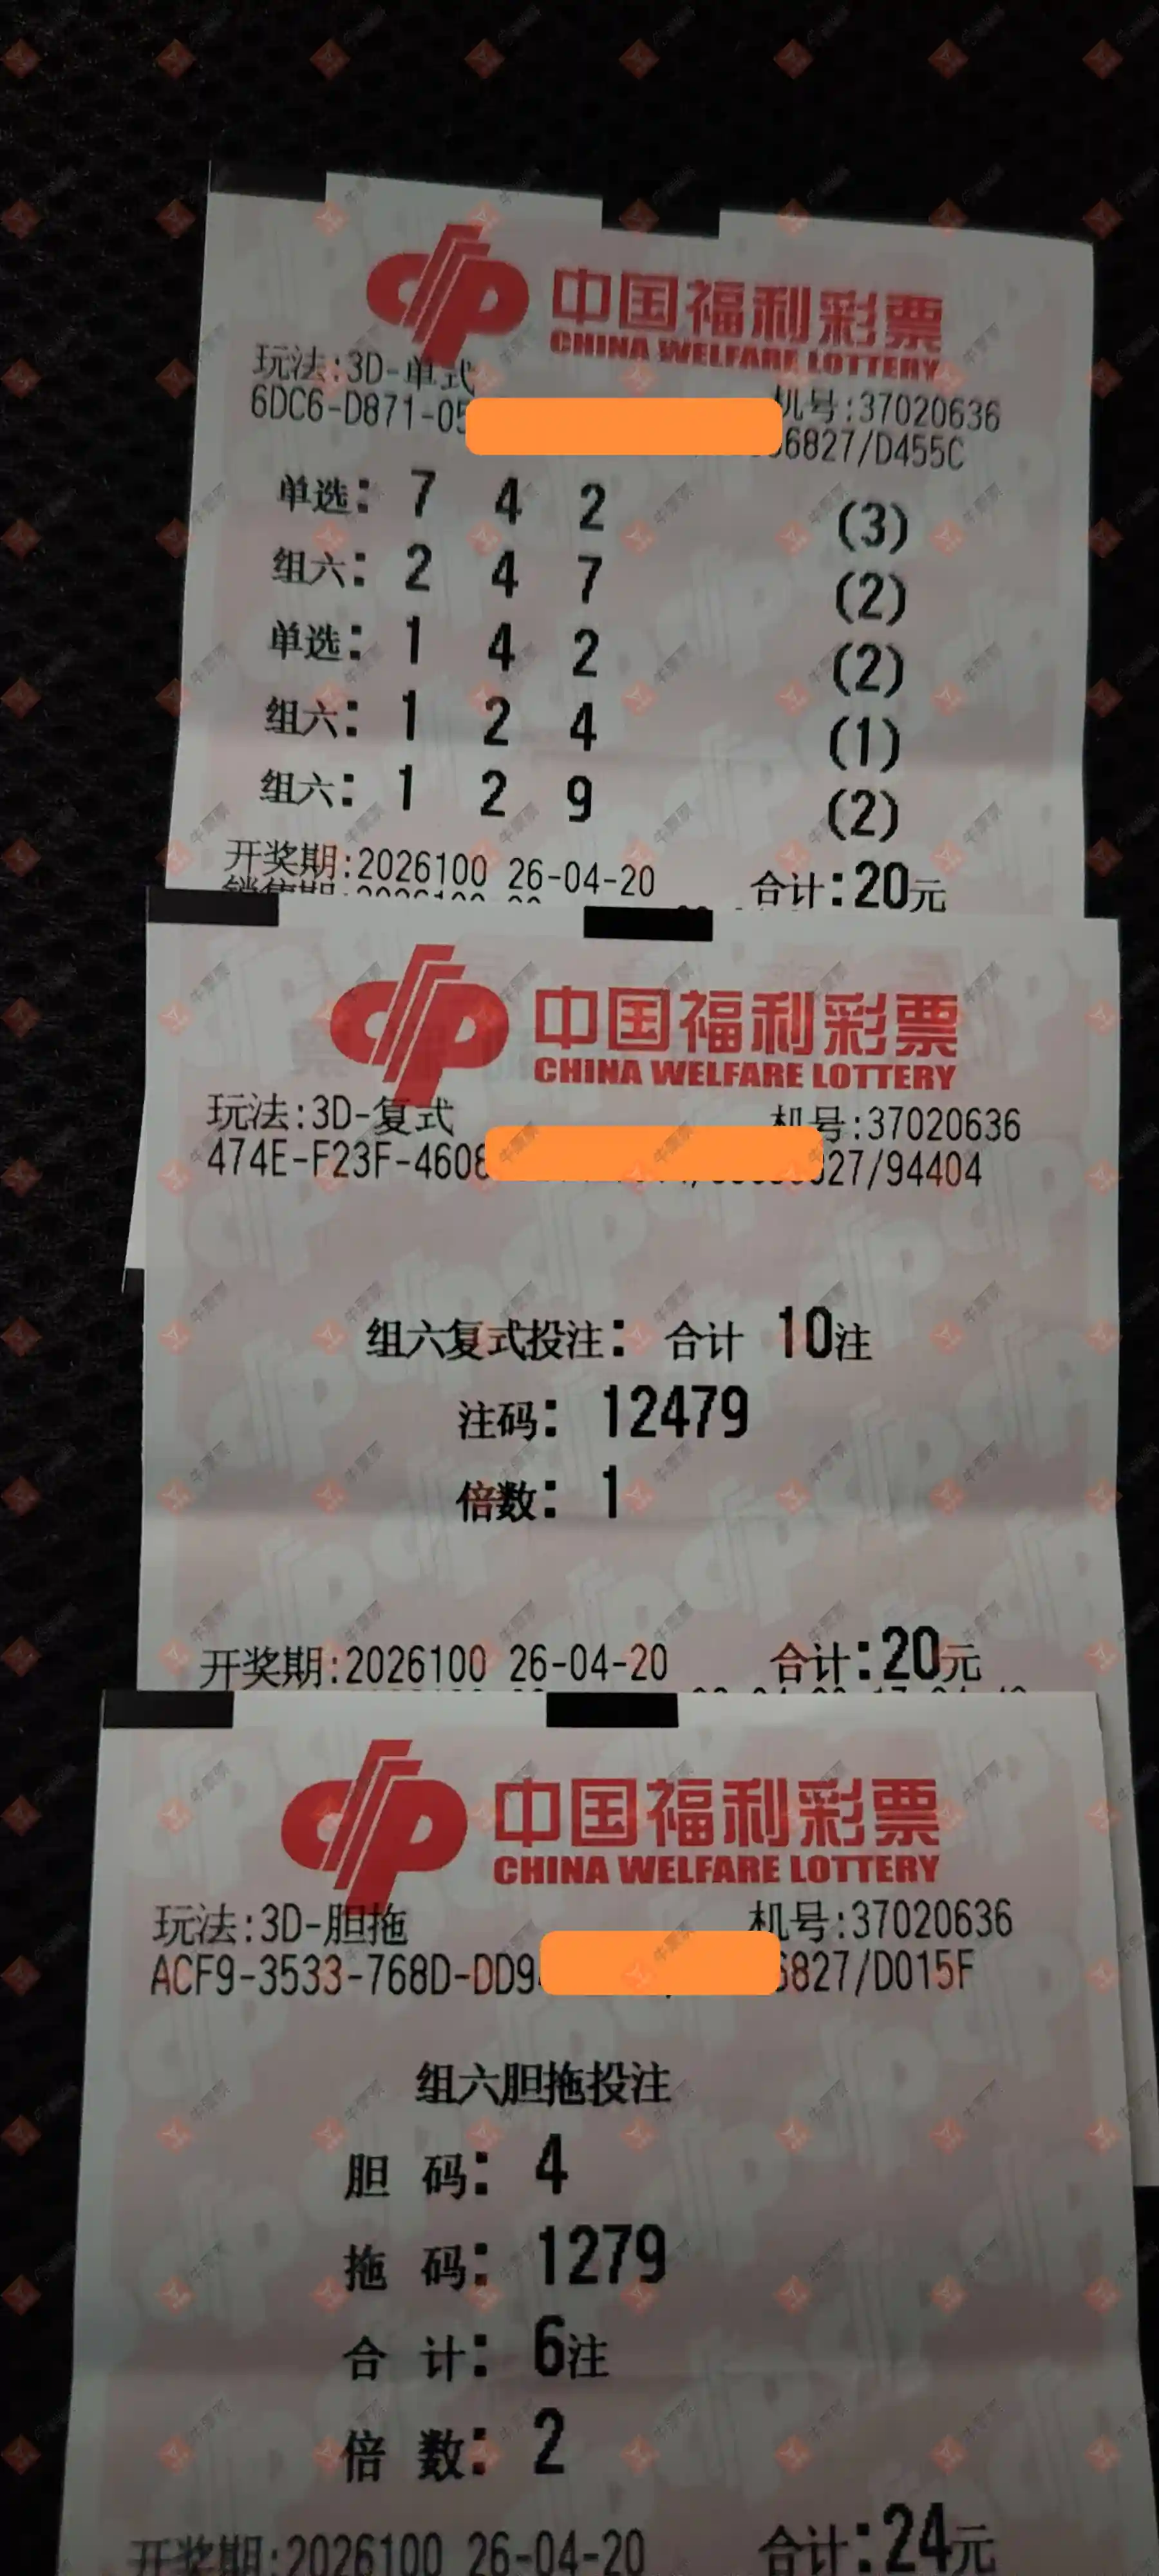 中国福利彩票
CHINA WELFARE LOTTERY
玩法:3D-单式 机号:37020636
6DC6-D871-05 6827/D455C
单选: 7 4 2 (3)
组六: 2 4 7 (2)
单选: 1 4 2 (2)
组六: 1 2 4 (1)
组六: 1 2 9 (2)
开奖期:2026100 26-04-20 合计:20元
中国福利彩票
CHINA WELFARE LOTTERY
玩法:3D-复式 机号:37020636
474E-F23F-4608 27/94404
组六复式投注: 合计 10注
注码: 12479
倍数: 1
开奖期:2026100 26-04-20 合计:20元
中国福利彩票
CHINA WELFARE LOTTERY
玩法:3D-胆拖 机号:37020636
ACF9-3533-768D-DD9 6827/D015F
组六胆拖投注
胆 码: 4
拖 码: 1279
合 计: 6注
倍 数: 2
开奖期:2026100 26-04-20 合计:24元